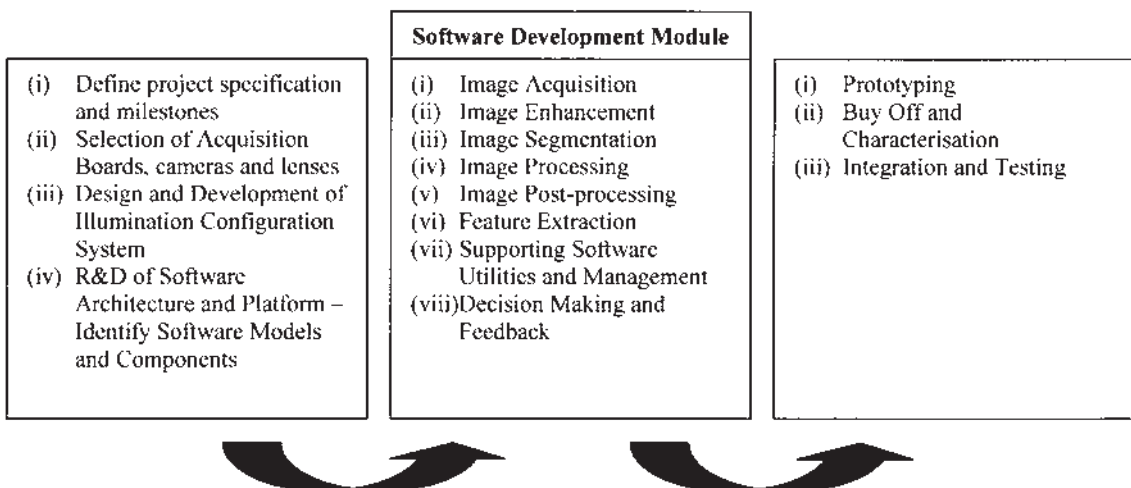 (i) Define project specification
and milestones
(ii) Selection of Acquisition
Boards, cameras and lenses
(iii) Design and Development of
Illumination Configuration
System
(iv) R&D of Software
Architecture and Platform –
Identify Software Models
and Components
Software Development Module
(i) Image Acquisition
(ii) Image Enhancement
(iii) Image Segmentation
(iv) Image Processing
(v) Image Post-processing
(vi) Feature Extraction
(vii) Supporting Software
Utilities and Management
(viii)Decision Making and
Feedback
(i) Prototyping
(ii) Buy Off and
Characterisation
(iii) Integration and Testing